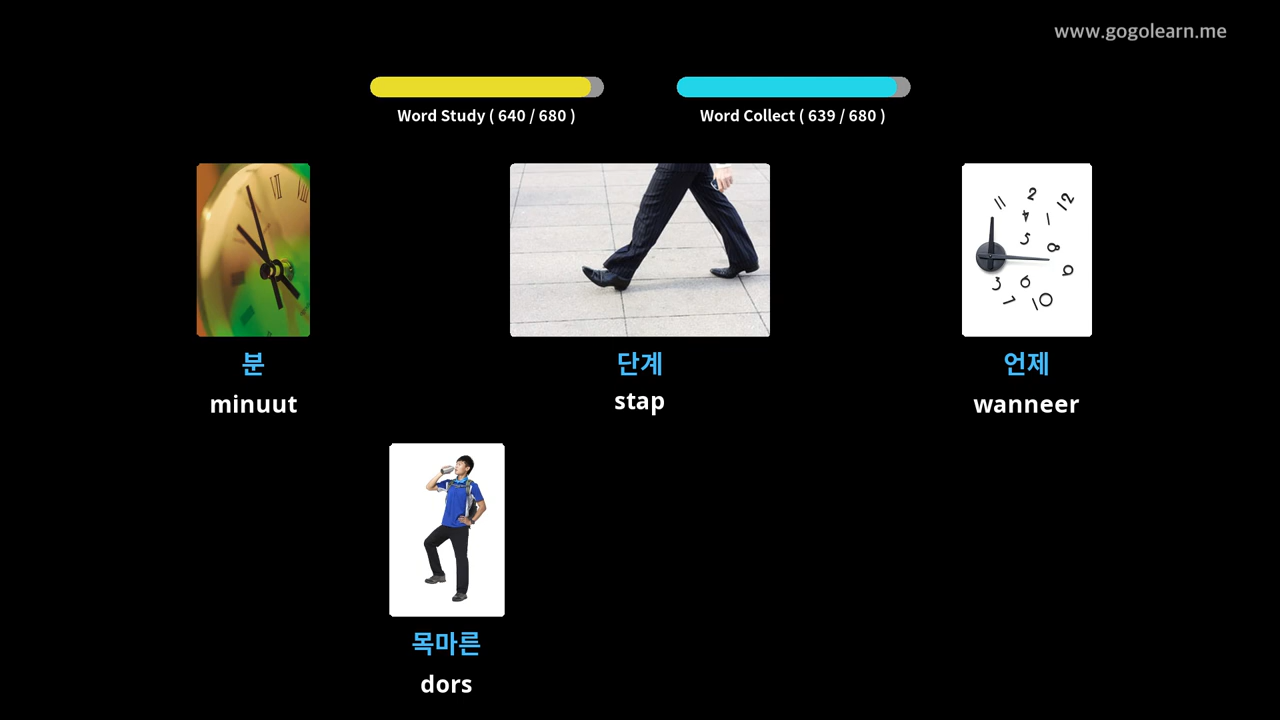 www.gogolearn.me
Word Study ( 640 / 680 )
Word Collect ( 639 / 680 )
분
minuut
단계
stap
언제
wanneer
목마른
dors